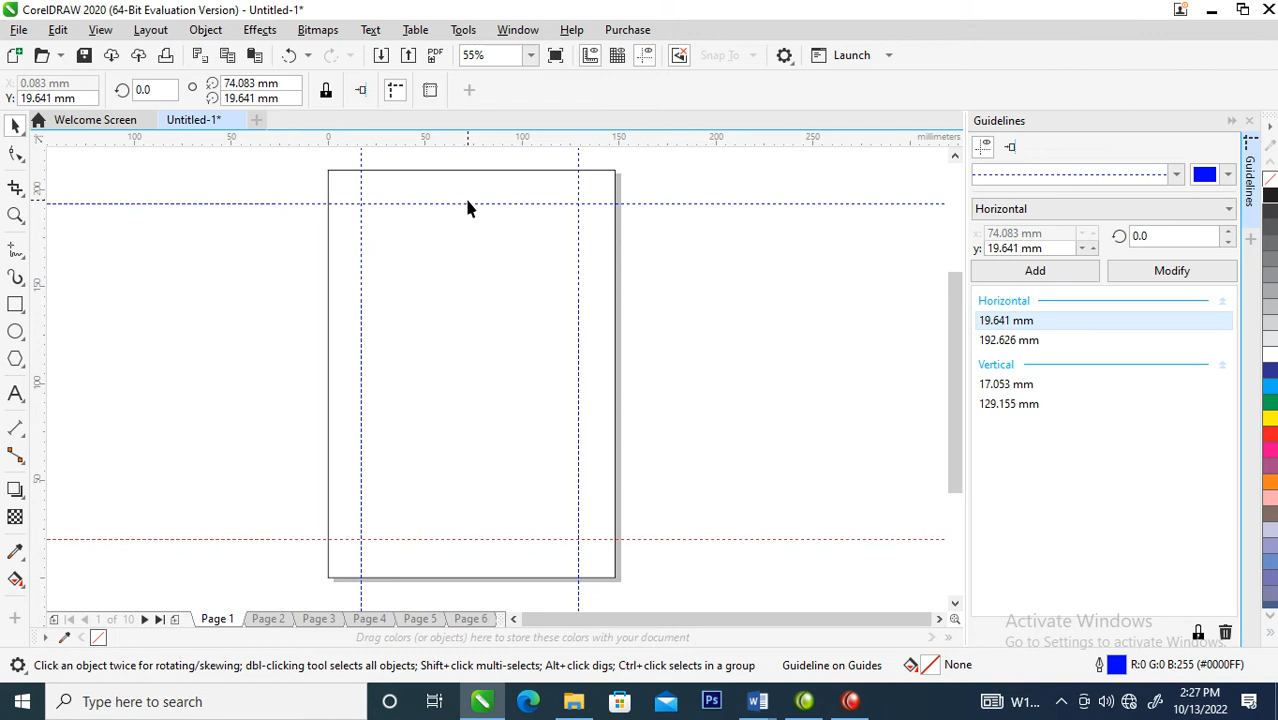 CorelDRAW 2020 (64-Bit Evaluation Version) - Untitled-1*
File Edit View Layout Object Effects Bitmaps Text Table Tools Window Help Purchase
PDF 55% Snap To Launch
X: 0.083 mm 0.0 74.083 mm
Y: 19.641 mm 19.641 mm
Welcome Screen Untitled-1*
100 50 0 50 100 150 200 250 millimeters
200
150
100
50
Guidelines
Guidelines
Horizontal
x: 74.083 mm 0.0
y: 19.641 mm
Add Modify
Horizontal
19.641 mm
192.626 mm
Vertical
17.053 mm
129.155 mm
Activate Windows
Go to Settings to activate Windows.
1 of 10 Page 1 Page 2 Page 3 Page 4 Page 5 Page 6
Drag colors (or objects) here to store these colors with your document
Click an object twice for rotating/skewing; dbl-clicking tool selects all objects; Shift+click multi-selects; Alt+click digs; Ctrl+click selects in a group Guideline on Guides None R:0 G:0 B:255 (#0000FF)
Type here to search Ps W W1... 2:27 PM
10/13/2022